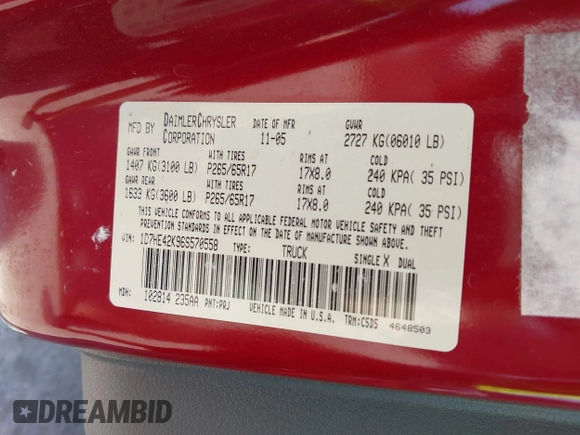 MFD BY DAIMLERCHRYSLER CORPORATION DATE OF MFR 11-05 GVWR 2727 KG(06010 LB)
GAWR FRONT WITH TIRES RIMS AT COLD
1407 KG(3100 LB) P265/65R17 17X8.0 240 KPA( 35 PSI)
GAWR REAR WITH TIRES RIMS AT COLD
1633 KG(3600 LB) P265/65R17 17X8.0 240 KPA( 35 PSI)
THIS VEHICLE CONFORMS TO ALL APPLICABLE FEDERAL MOTOR VEHICLE SAFETY AND THEFT
PREVENTION STANDARDS IN EFFECT ON THE DATE OF MANUFACTURE SHOWN ABOVE.
VIN: 1D7HE42K96S570558 TYPE: TRUCK SINGLE X DUAL
MDH: 102814 235AA PNT:PRJ VEHICLE MADE IN U.S.A. TRM:C5D5 4648503
DREAMBID